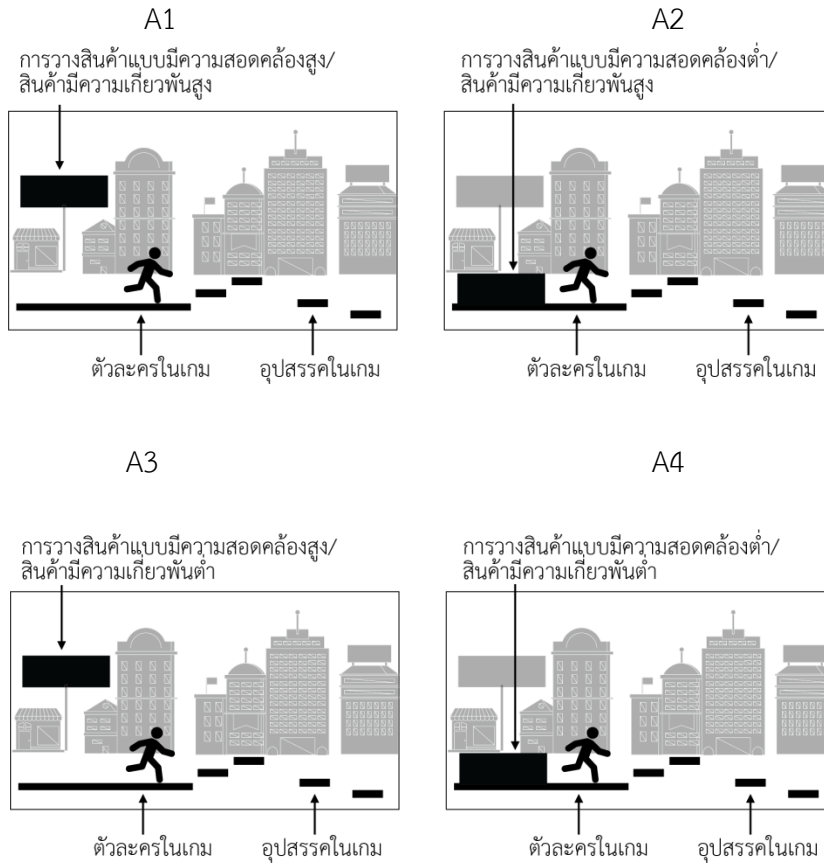 A1
การวางสินค้าแบบมีความสอดคล้องสูง/
สินค้ามีความเกี่ยวพันสูง
ตัวละครในเกม
อุปสรรคในเกม
A2
การวางสินค้าแบบมีความสอดคล้องต่ำ/
สินค้ามีความเกี่ยวพันสูง
ตัวละครในเกม
อุปสรรคในเกม
A3
การวางสินค้าแบบมีความสอดคล้องสูง/
สินค้ามีความเกี่ยวพันต่ำ
ตัวละครในเกม
อุปสรรคในเกม
A4
การวางสินค้าแบบมีความสอดคล้องต่ำ/
สินค้ามีความเกี่ยวพันต่ำ
ตัวละครในเกม
อุปสรรคในเกม